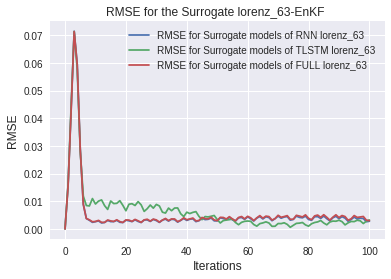 RMSE for the Surrogate lorenz_63-EnKF
RMSE for Surrogate models of RNN lorenz_63
RMSE for Surrogate models of TLSTM lorenz_63
RMSE for Surrogate models of FULL lorenz_63
RMSE
0.07
0.06
0.05
0.04
0.03
0.02
0.01
0.00
0 20 40 60 80 100
Iterations